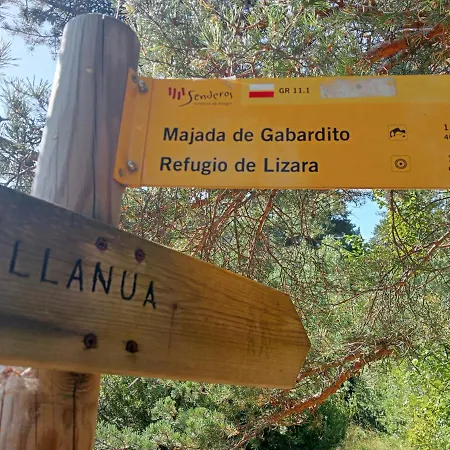 Senderos
GR 11.1
Majada de Gabardito
Refugio de Lizara
LLANUA